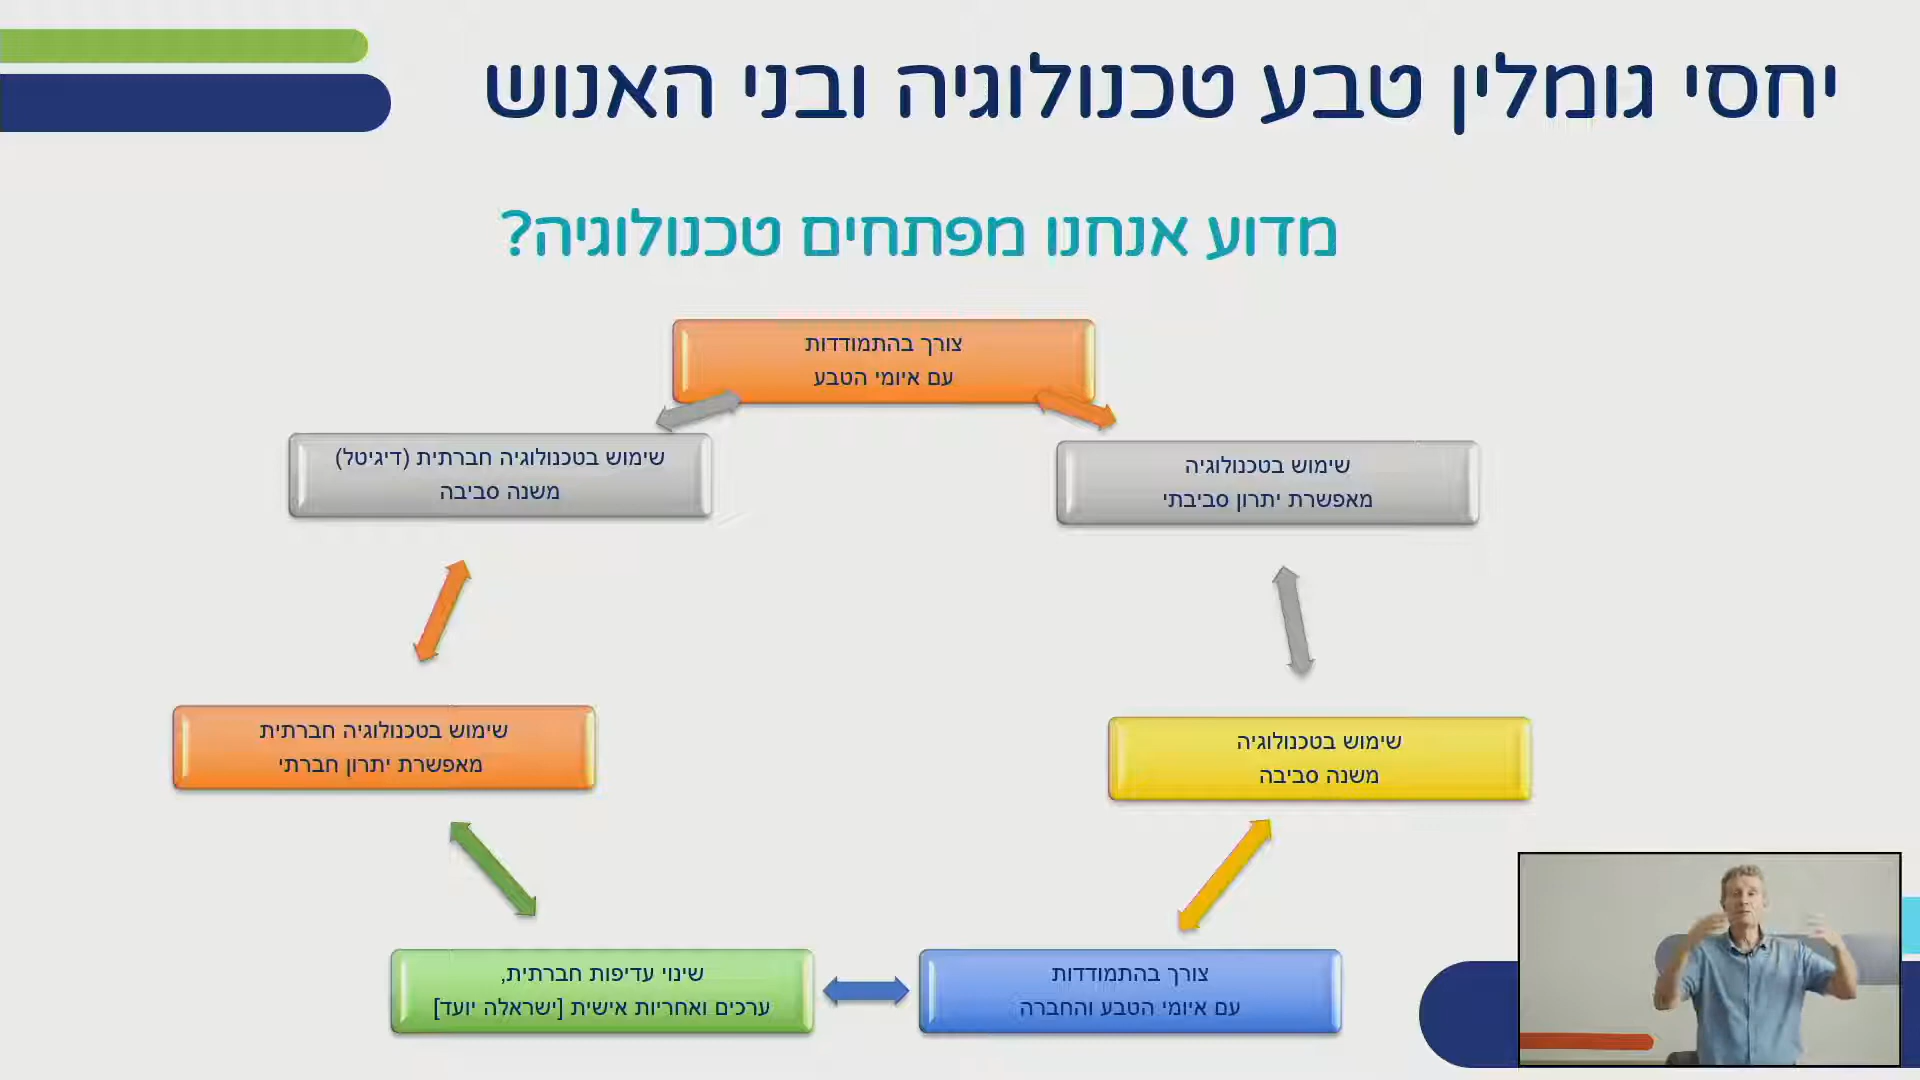 יחסי גומלין טבע טכנולוגיה ובני האנוש
מדוע אנחנו מפתחים טכנולוגיה?
צורך בהתמודדות
עם איומי הטבע
שימוש בטכנולוגיה
מאפשרת יתרון סביבתי
שימוש בטכנולוגיה
משנה סביבה
צורך בהתמודדות
עם איומי הטבע והחברה
שינוי עדיפות חברתית,
ערכים ואחריות אישית [ישראלה יועד]
שימוש בטכנולוגיה חברתית
מאפשרת יתרון חברתי
שימוש בטכנולוגיה חברתית (דיגיטל)
משנה סביבה